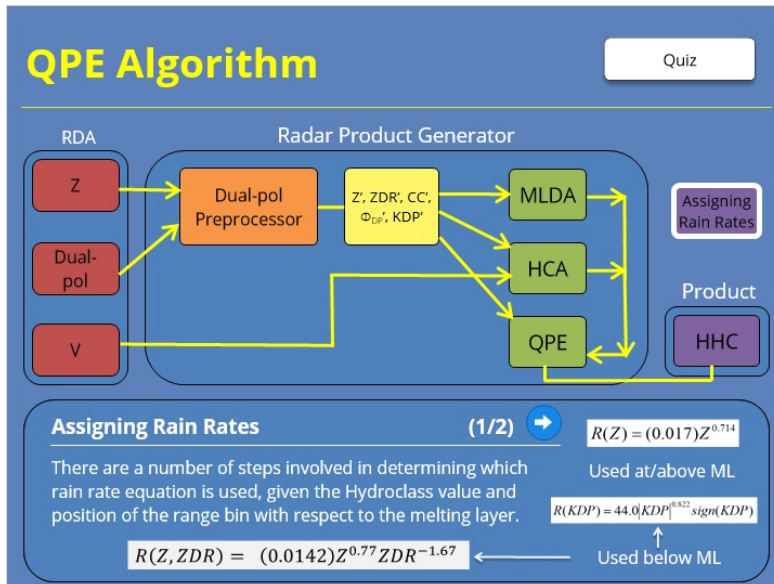 QPE Algorithm
Quiz
RDA
Radar Product Generator
Z
Dual-pol
Preprocessor
Z', ZDR', CC',
Φ_DP', KDP'
MLDA
Assigning
Rain Rates
Dual-
pol
HCA
Product
V
QPE
HHC
Assigning Rain Rates
(1/2)
R(Z) = (0.017)Z^0.714
There are a number of steps involved in determining which
rain rate equation is used, given the Hydroclass value and
position of the range bin with respect to the melting layer.
Used at/above ML
R(KDP) = 44.0|KDP|^0.822 sign(KDP)
R(Z, ZDR) = (0.0142)Z^0.77 ZDR^−1.67
Used below ML